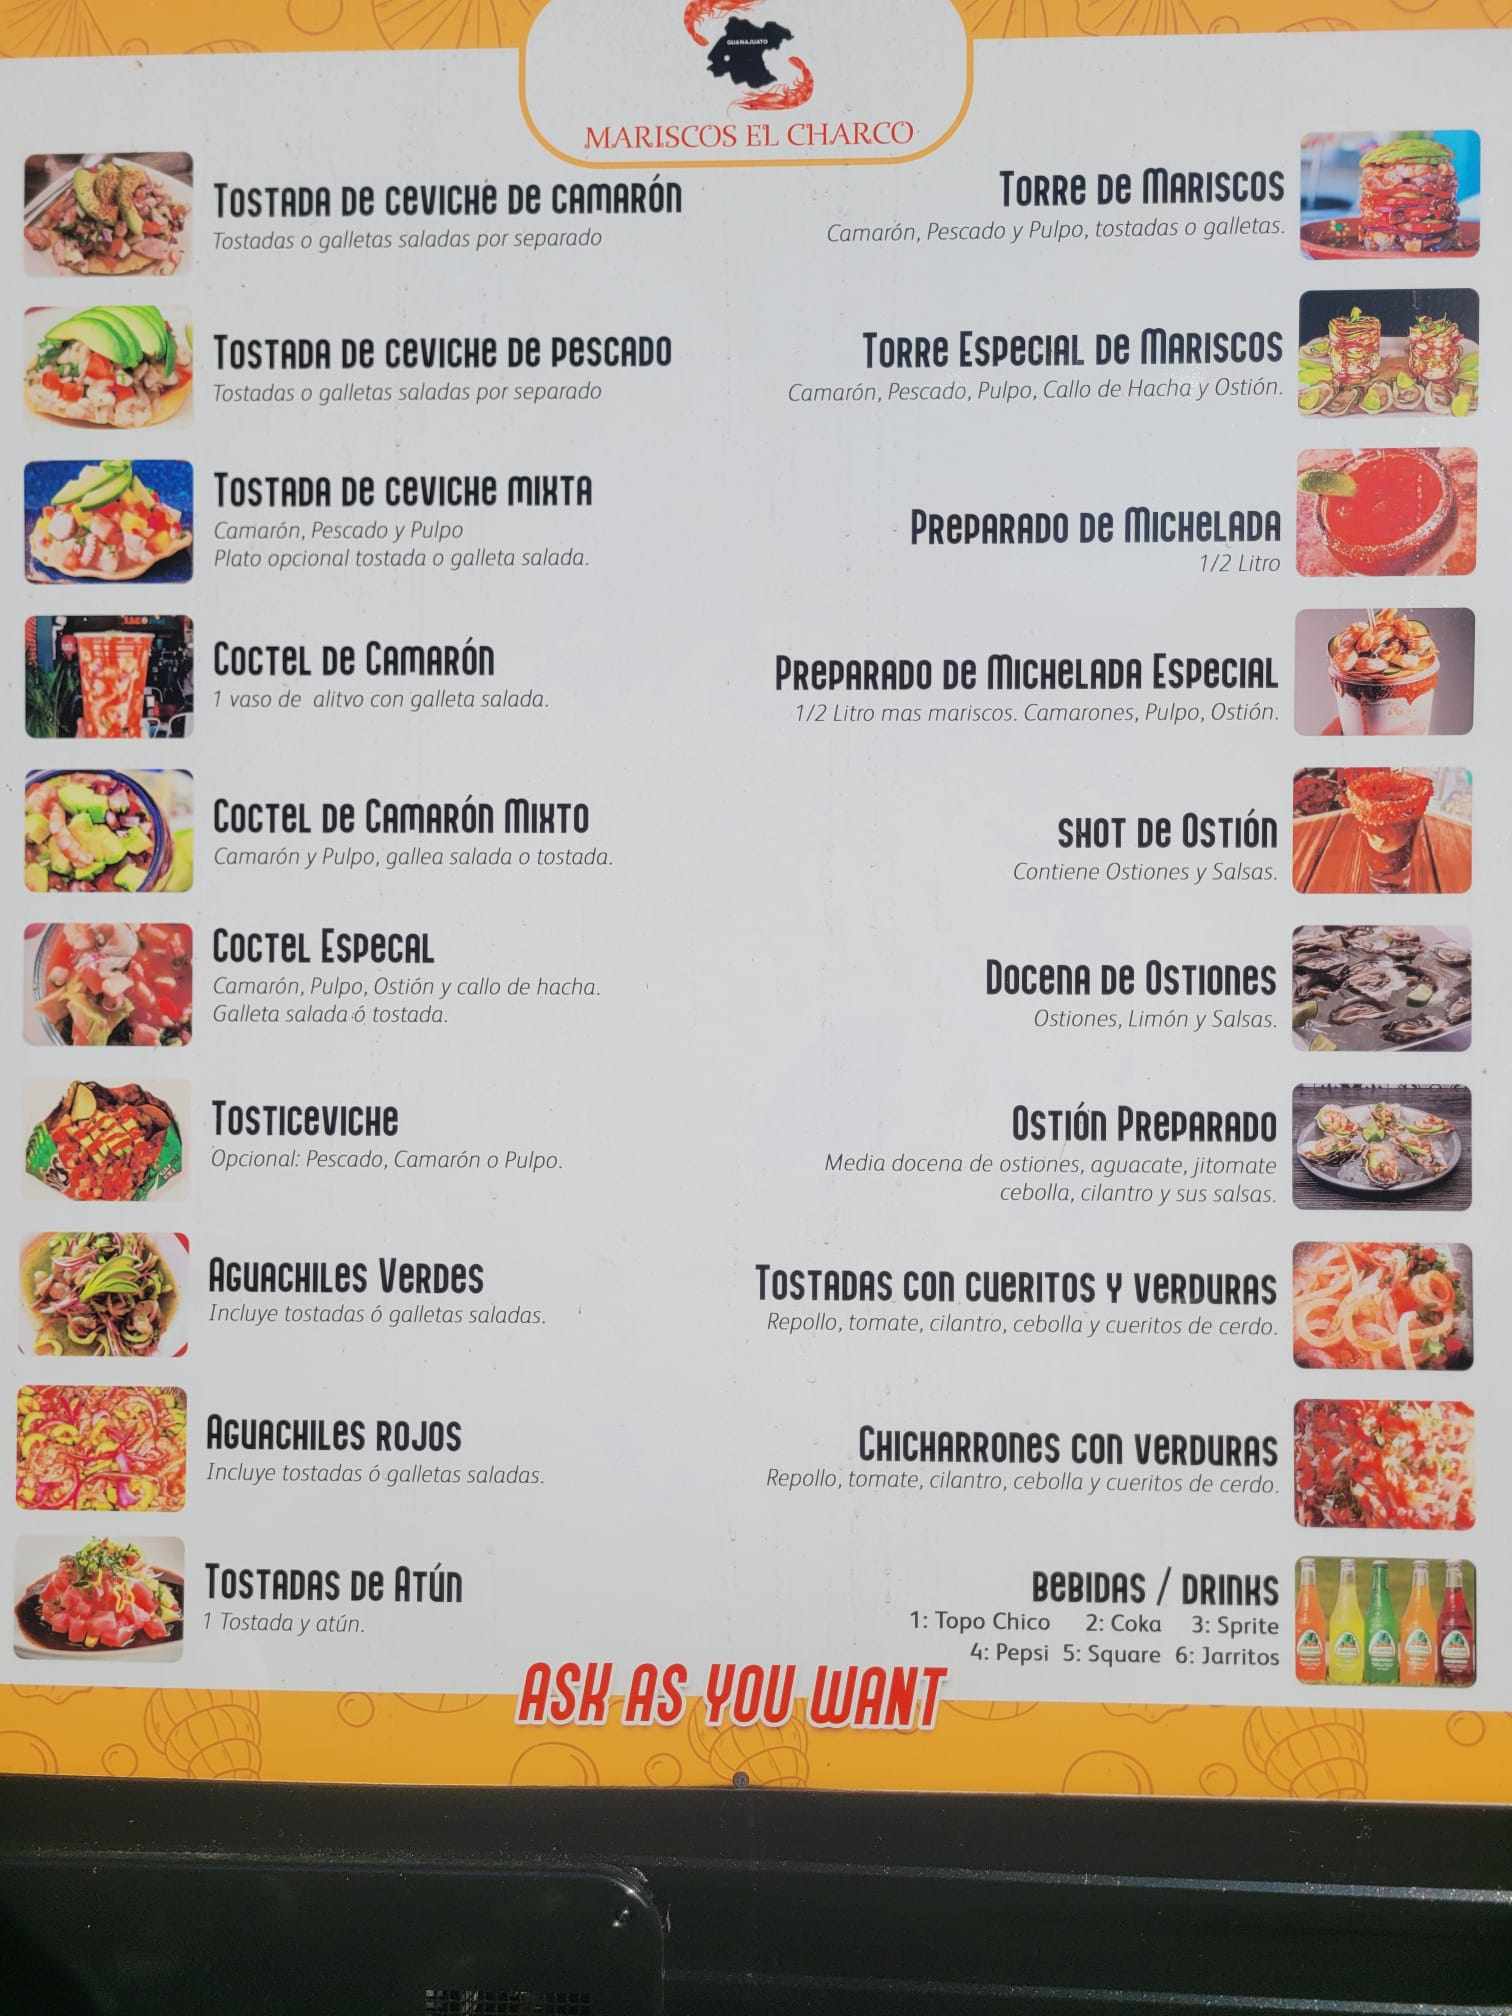 GUANAJUATO
MARISCOS EL CHARCO
TOSTADA DE CEVICHE DE CAMARÓN
Tostadas o galletas saladas por separado
TOSTADA DE CEVICHE DE PESCADO
Tostadas o galletas saladas por separado
TOSTADA DE CEVICHE MIXTA
Camarón, Pescado y Pulpo
Plato opcional tostada o galleta salada.
COCTEL DE CAMARÓN
1 vaso de alitvo con galleta salada.
COCTEL DE CAMARÓN MIXTO
Camarón y Pulpo, gallea salada o tostada.
COCTEL ESPECAL
Camarón, Pulpo, Ostión y callo de hacha.
Galleta salada ó tostada.
TOSTICEVICHE
Opcional: Pescado, Camarón o Pulpo.
AGUACHILES VERDES
Incluye tostadas ó galletas saladas.
AGUACHILES ROJOS
Incluye tostadas ó galletas saladas.
TOSTADAS DE ATÚN
1 Tostada y atún.
TORRE DE MARISCOS
Camarón, Pescado y Pulpo, tostadas o galletas.
TORRE ESPECIAL DE MARISCOS
Camarón, Pescado, Pulpo, Callo de Hacha y Ostión.
PREPARADO DE MICHELADA
1/2 Litro
PREPARADO DE MICHELADA ESPECIAL
1/2 Litro mas mariscos. Camarones, Pulpo, Ostión.
SHOT DE OSTIÓN
Contiene Ostiones y Salsas.
DOCENA DE OSTIONES
Ostiones, Limón y Salsas.
OSTIÓN PREPARADO
Media docena de ostiones, aguacate, jitomate
cebolla, cilantro y sus salsas.
TOSTADAS CON CUERITOS Y VERDURAS
Repollo, tomate, cilantro, cebolla y cueritos de cerdo.
CHICHARRONES CON VERDURAS
Repollo, tomate, cilantro, cebolla y cueritos de cerdo.
BEBIDAS / DRINKS
1: Topo Chico 2: Coka 3: Sprite
4: Pepsi 5: Square 6: Jarritos
ASK AS YOU WANT